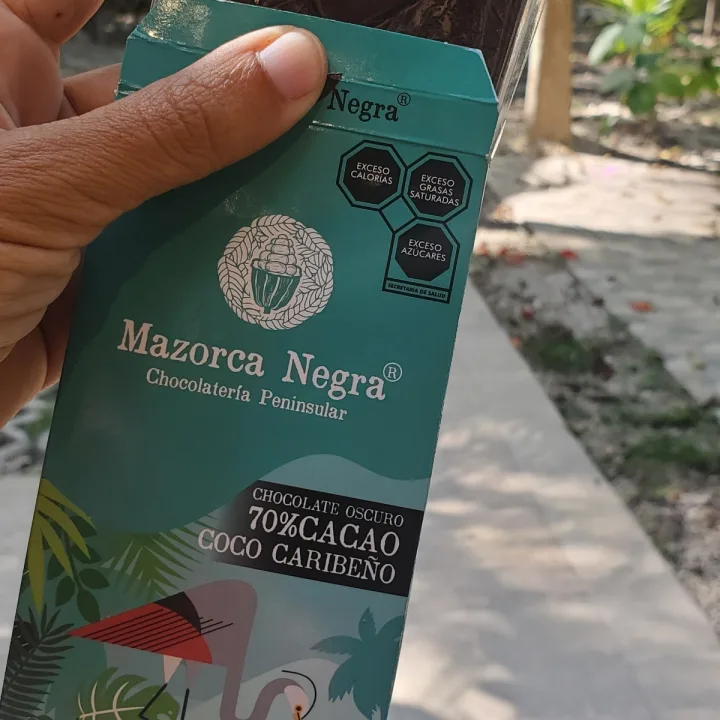 Negra®
EXCESO
CALORÍAS
EXCESO
GRASAS
SATURADAS
EXCESO
AZÚCARES
SECRETARÍA DE SALUD
Mazorca Negra®
Chocolatería Peninsular
CHOCOLATE OSCURO
70%CACAO
COCO CARIBEÑO